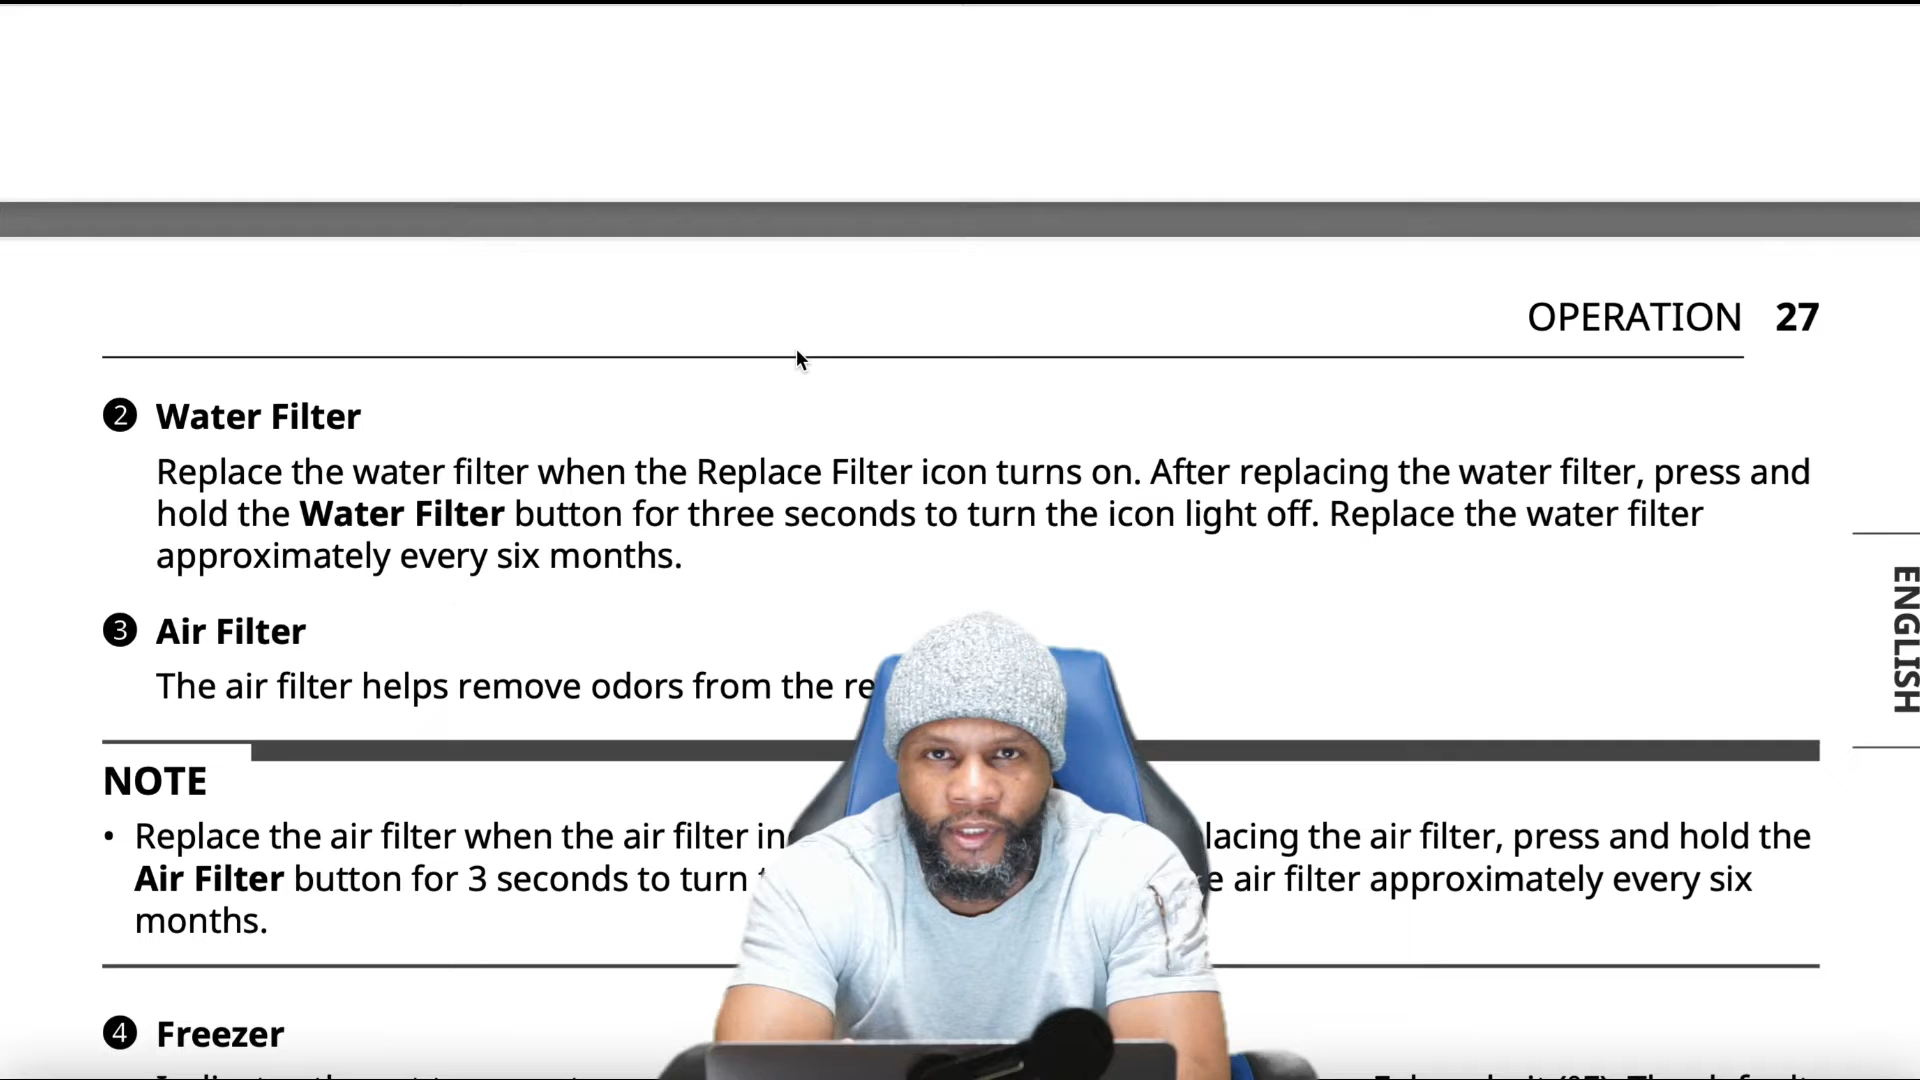 OPERATION 27
2 Water Filter
Replace the water filter when the Replace Filter icon turns on. After replacing the water filter, press and
hold the Water Filter button for three seconds to turn the icon light off. Replace the water filter
approximately every six months.
ENGLISH
3 Air Filter
The air filter helps remove odors from the
NOTE
• Replace the air filter when the air filter the air filter, press and hold the
Air Filter button for 3 seconds to turn air filter approximately every six
months.
4 Freezer